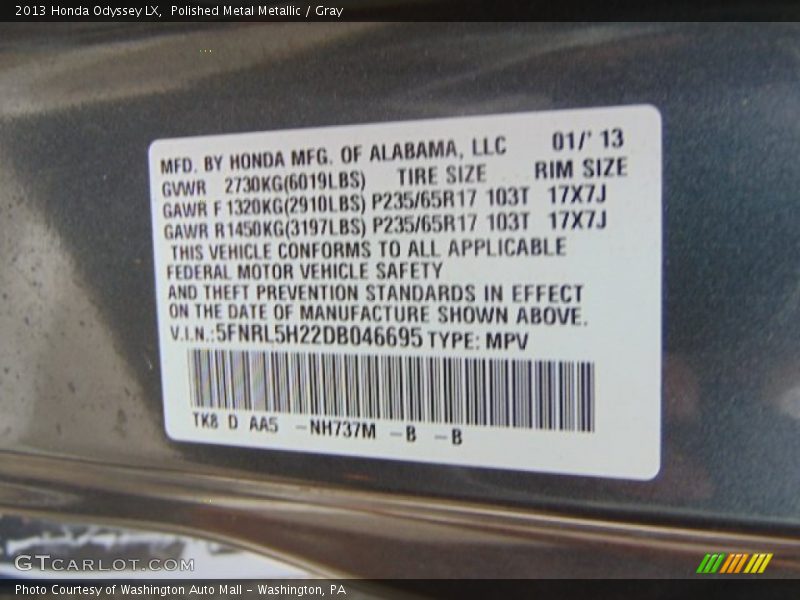 2013 Honda Odyssey LX,  Polished Metal Metallic / Gray
MFD. BY HONDA MFG. OF ALABAMA, LLC 01/' 13
GVWR 2730KG(6019LBS) TIRE SIZE RIM SIZE
GAWR F 1320KG(2910LBS) P235/65R17 103T 17X7J
GAWR R1450KG(3197LBS) P235/65R17 103T 17X7J
THIS VEHICLE CONFORMS TO ALL APPLICABLE
FEDERAL MOTOR VEHICLE SAFETY
AND THEFT PREVENTION STANDARDS IN EFFECT
ON THE DATE OF MANUFACTURE SHOWN ABOVE.
V.I.N.:5FNRL5H22DB046695 TYPE: MPV
TK8 D AA5 -NH737M -B -B
GTCARLOT.COM
Photo Courtesy of Washington Auto Mall - Washington, PA